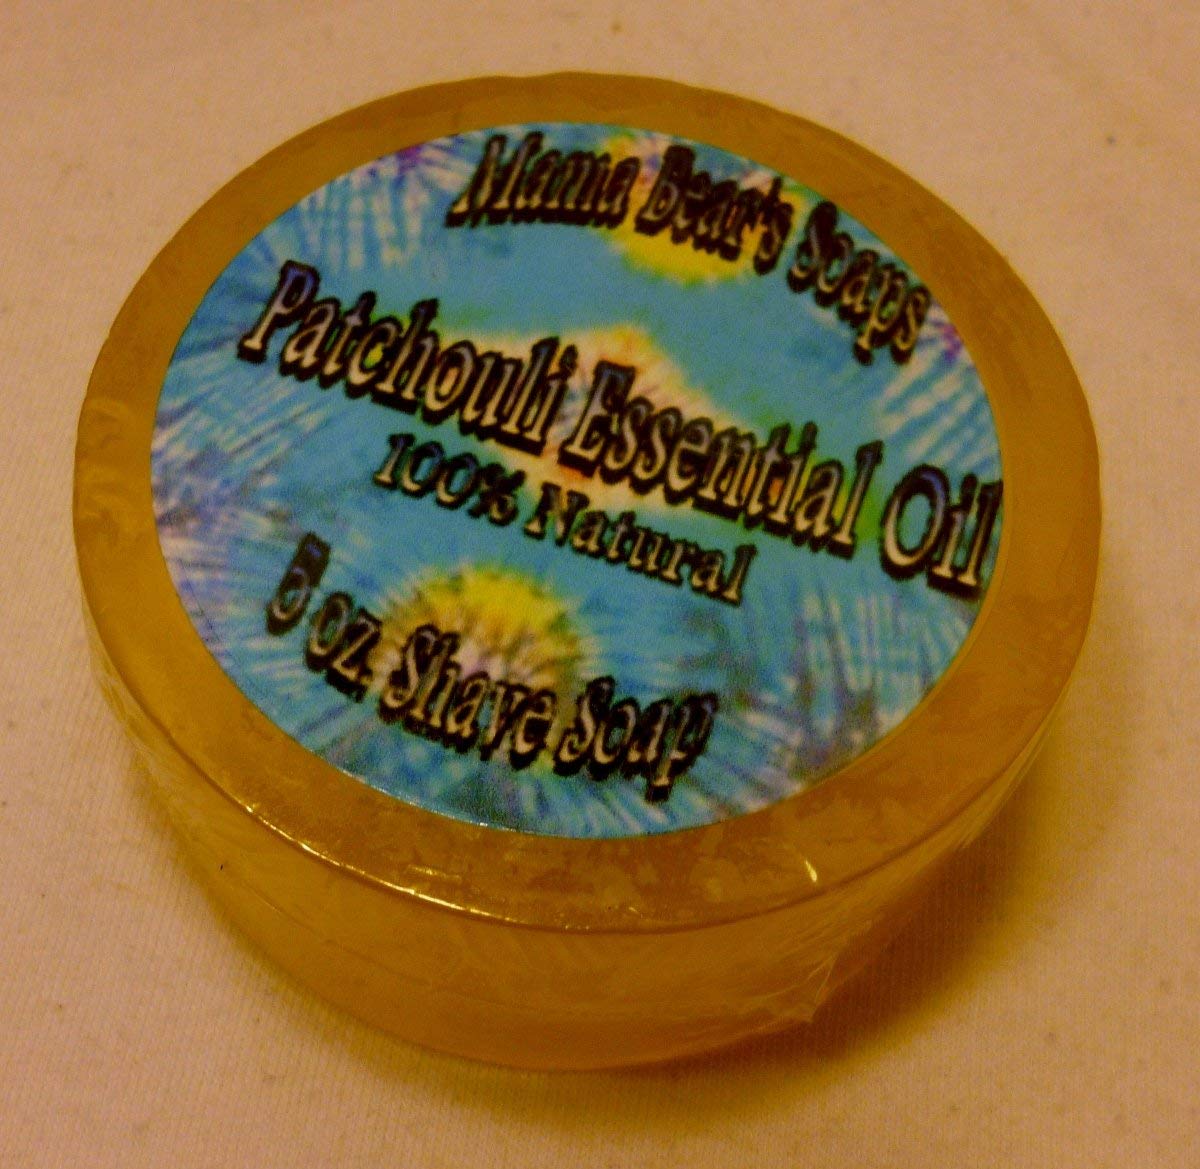 Mama Bear's Soaps
Patchouli Essential Oil
100% Natural
5 oz. Shave Soap